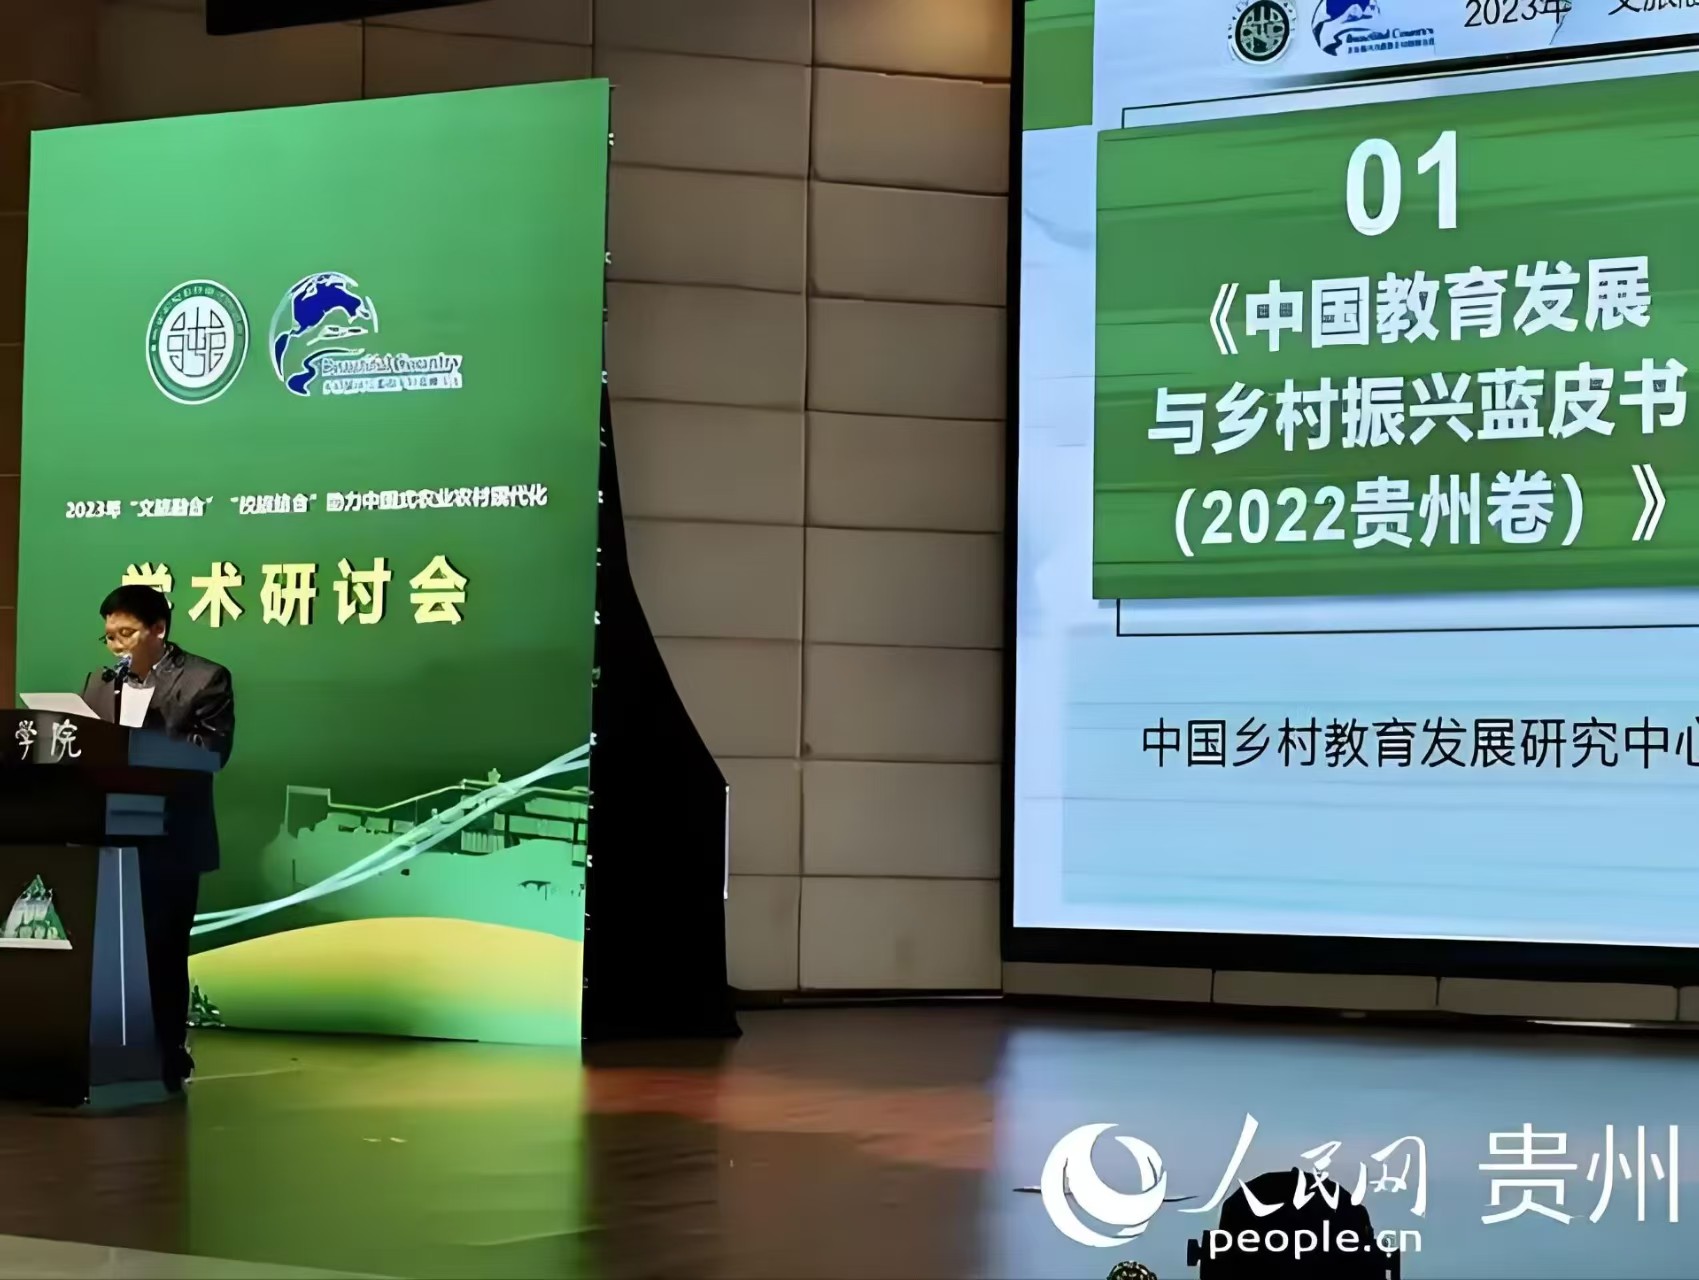 2023年“文旅融合”“校旅结合”助力中国式农业农村现代化
学术研讨会
学院
2023年
01
《中国教育发展
与乡村振兴蓝皮书
（2022贵州卷）》
中国乡村教育发展研究中心
人民网 贵州
people.cn